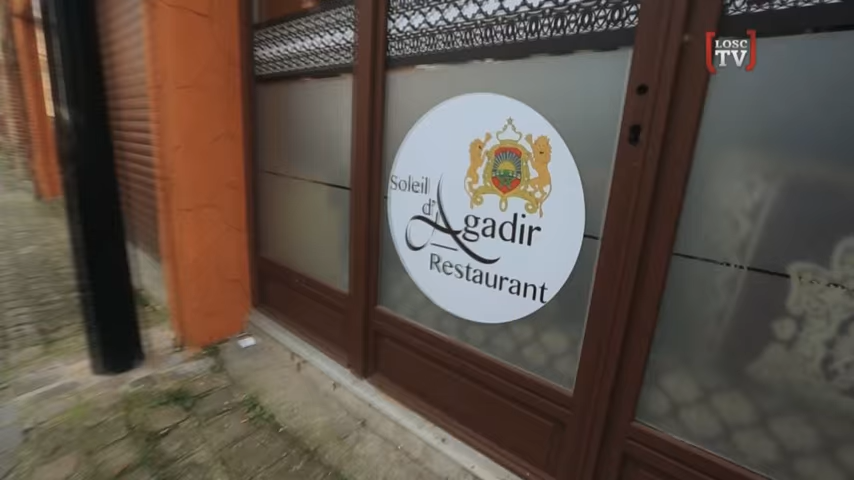 LOSC
TV
Soleil
d'Agadir
Restaurant